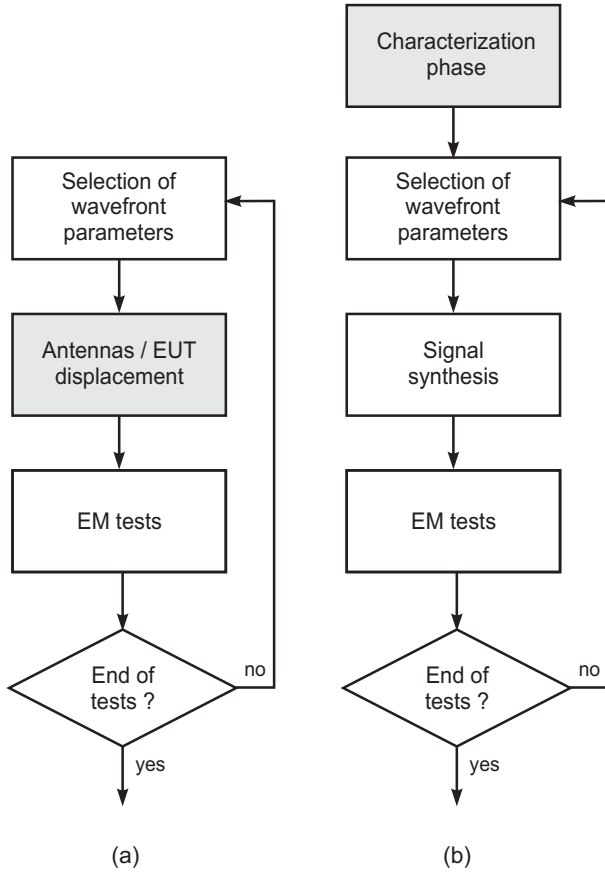 Selection of
wavefront
parameters
Antennas / EUT
displacement
EM tests
End of
tests ?
no
yes
(a)
Characterization
phase
Selection of
wavefront
parameters
Signal
synthesis
EM tests
End of
tests ?
no
yes
(b)